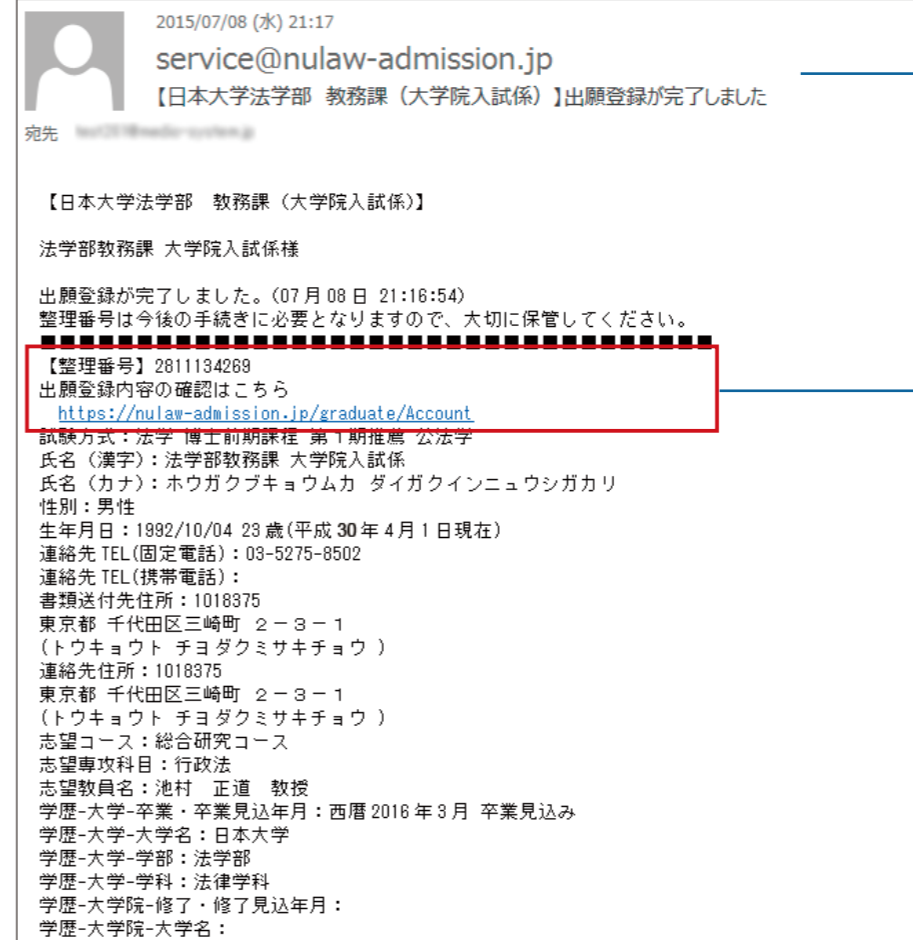 2015/07/08 (水) 21:17
service@nulaw-admission.jp
【日本大学法学部 教務課（大学院入試係）】出願登録が完了しました
宛先
【日本大学法学部　教務課（大学院入試係）】
法学部教務課 大学院入試係様
出願登録が完了しました。(07月08日 21:16:54)
整理番号は今後の手続きに必要となりますので、大切に保管してください。
■■■■■■■■■■■■■■■■■■■■■■■■■■■■
【整理番号】2811134269
出願登録内容の確認はこちら
https://nulaw-admission.jp/graduate/Account
試験方式：法学 博士前期課程 第１期推薦 公法学
氏名（漢字）：法学部教務課 大学院入試係
氏名（カナ）：ホウガクブキョウムカ ダイガクインニュウシガカリ
性別：男性
生年月日：1992/10/04 23歳(平成30年4月1日現在)
連絡先TEL(固定電話)：03-5275-8502
連絡先TEL(携帯電話)：
書類送付先住所：1018375
東京都 千代田区三崎町 ２－３－１
(トウキョウト チヨダクミサキチョウ )
連絡先住所：1018375
東京都 千代田区三崎町 ２－３－１
(トウキョウト チヨダクミサキチョウ )
志望コース：総合研究コース
志望専攻科目：行政法
志望教員名：池村　正道　教授
学歴-大学-卒業・卒業見込年月：西暦2016年3月 卒業見込み
学歴-大学-大学名：日本大学
学歴-大学-学部：法学部
学歴-大学-学科：法律学科
学歴-大学院-修了・修了見込年月：
学歴-大学院-大学名：